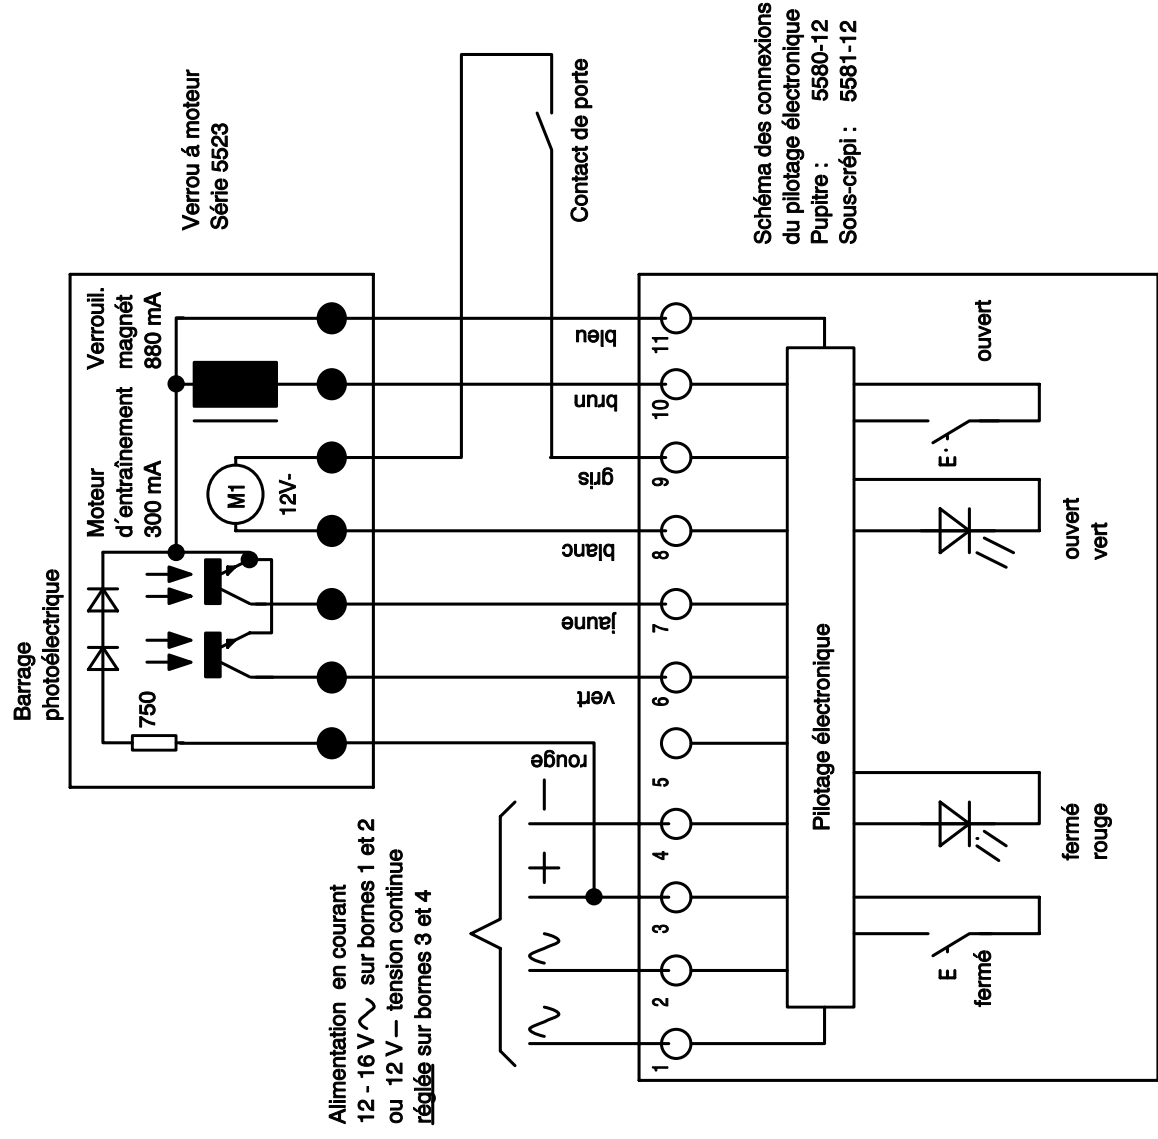 Barrage
photoélectrique
750
Moteur
d´entraînement
300 mA
Verrouil.
magnét
880 mA
M1
12V-
Verrou á moteur
Série 5523
Contact de porte
Alimentation en courant
12 - 16 V sur bornes 1 et 2
ou 12 V – tension continue
réglée sur bornes 3 et 4
rouge
vert
jaune
blanc
gris
brun
bleu
1
2
3
4
5
6
7
8
9
10
11
Pilotage électronique
E
fermé
fermé
rouge
ouvert
vert
E
ouvert
Schéma des connexions
du pilotage électronique
Pupitre : 5580-12
Sous-crépi : 5581-12